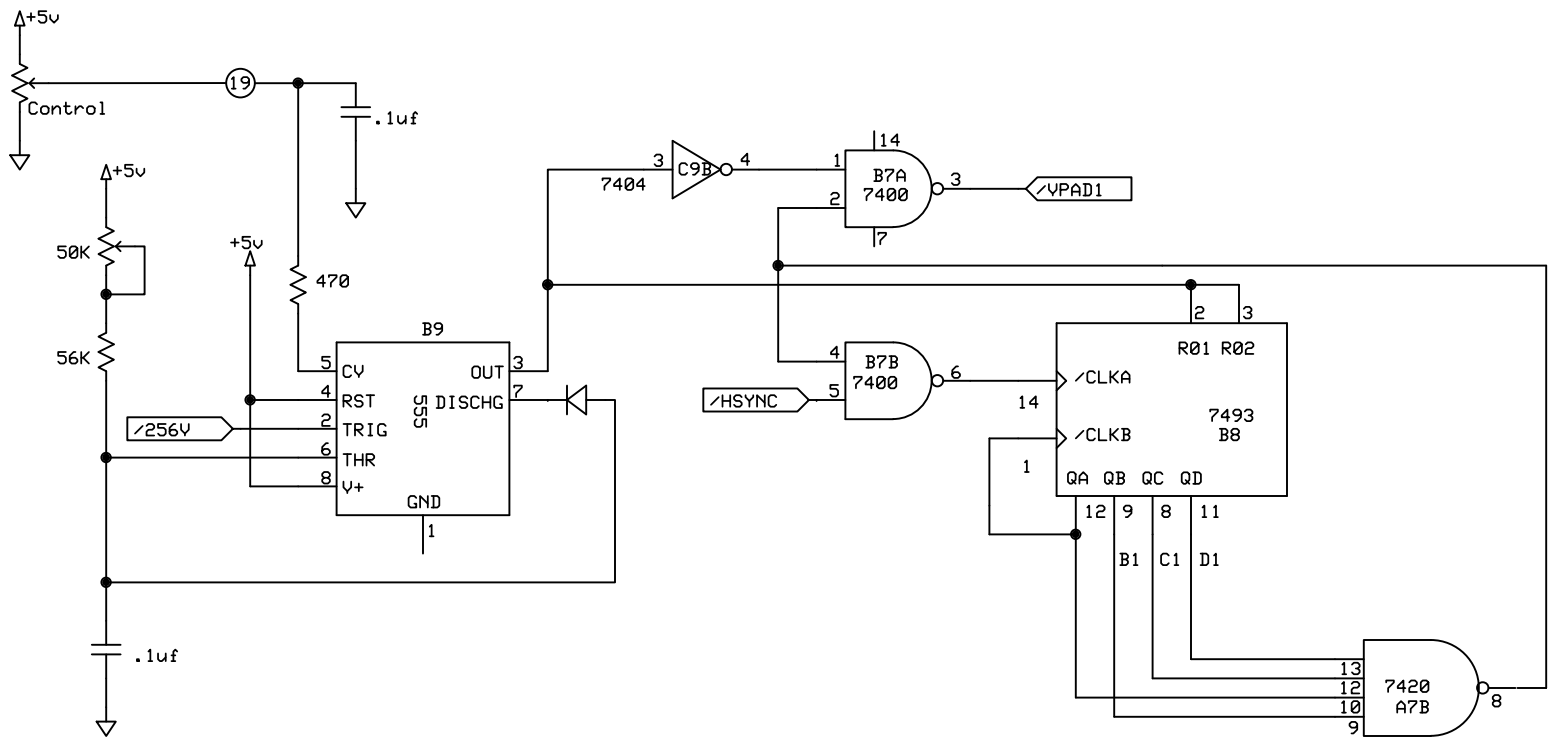 +5v
19
Control
.1uf
+5v
50K
56K
+5v
470
B9
5 CV
4 RST
/256V
2 TRIG
6 THR
8 V+
555
OUT 3
DISCHG 7
GND
1
.1uf
3
C9B
4
7404
14
1
2
B7A
7400
3
7
/VPAD1
4
5
B7B
7400
6
/HSYNC
2 3
R01 R02
/CLKA
14
7493
B8
/CLKB
1
QA QB QC QD
12 9 8 11
B1 C1 D1
13
12
10
9
7420
A7B
8